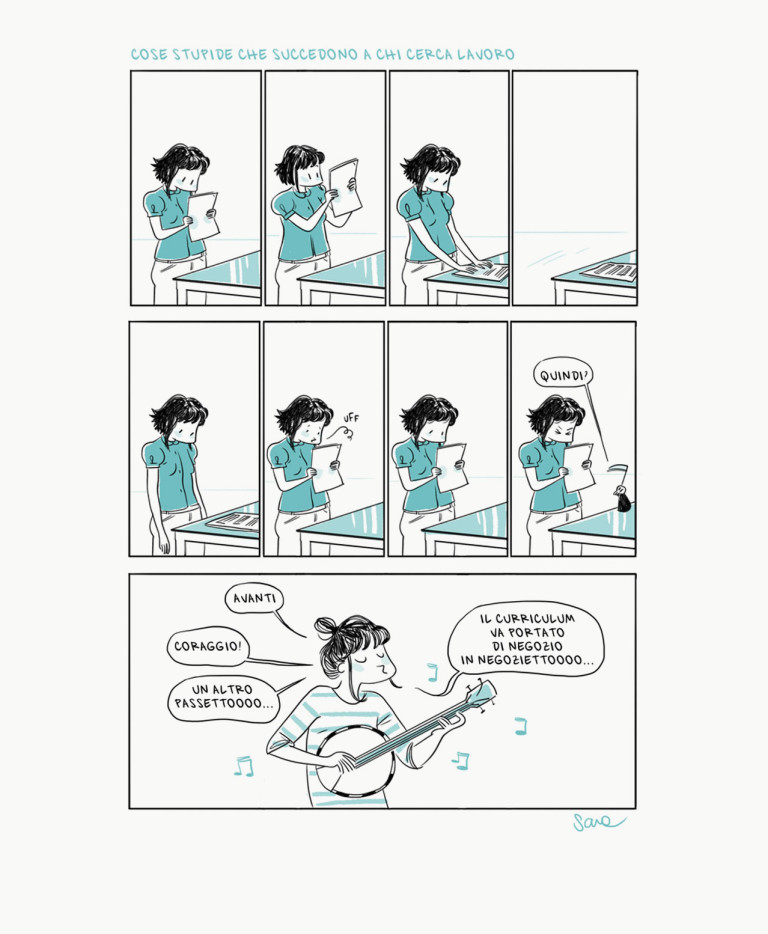 COSE STUPIDE CHE SUCCEDONO A CHI CERCA LAVORO
UFF
QUINDI?
AVANTI
CORAGGIO!
UN ALTRO
PASSETTOOOO...
IL CURRICULUM
VA PORTATO
DI NEGOZIO
IN NEGOZIETTOOOO...
Sara